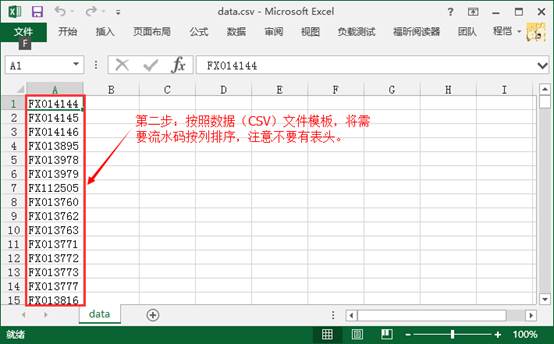 data.csv - Microsoft Excel
文件 开始 插入 页面布局 公式 数据 审阅 视图 负载测试 福昕阅读器 团队 程恺
F
A1 fx FX014144
A B C D E F G H I
1 FX014144
2 FX014145
3 FX014146
4 FX013895
5 FX013978
6 FX013979
7 FX112505
8 FX013760
9 FX013762
10 FX013763
11 FX013771
12 FX013772
13 FX013773
14 FX013777
15 FX013816
第二步：按照数据（CSV）文件模板，将需
要流水码按列排序，注意不要有表头。
data
就绪 100%